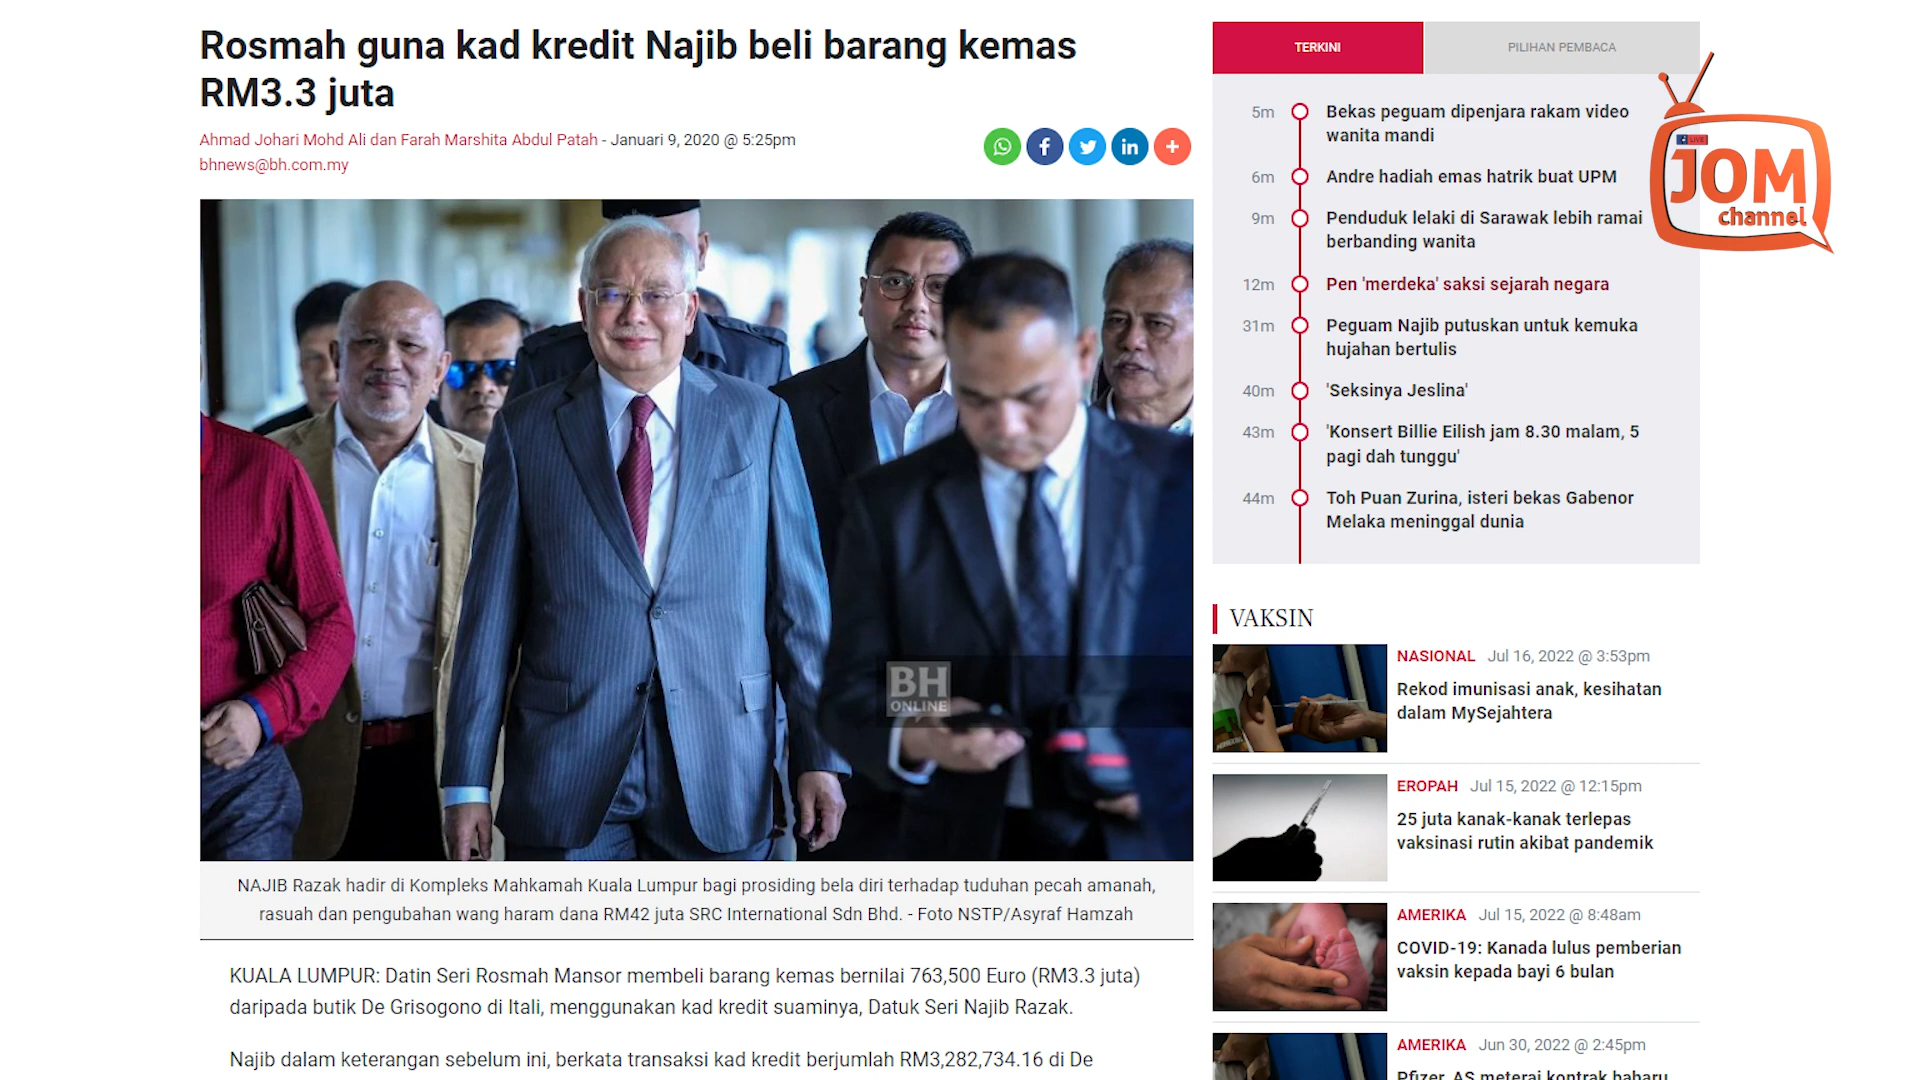 Rosmah guna kad kredit Najib beli barang kemas
RM3.3 juta
Ahmad Johari Mohd Ali dan Farah Marshita Abdul Patah - Januari 9, 2020 @ 5:25pm
bhnews@bh.com.my
BH
ONLINE
NAJIB Razak hadir di Kompleks Mahkamah Kuala Lumpur bagi prosiding bela diri terhadap tuduhan pecah amanah,
rasuah dan pengubahan wang haram dana RM42 juta SRC International Sdn Bhd. - Foto NSTP/Asyraf Hamzah
KUALA LUMPUR: Datin Seri Rosmah Mansor membeli barang kemas bernilai 763,500 Euro (RM3.3 juta)
daripada butik De Grisogono di Itali, menggunakan kad kredit suaminya, Datuk Seri Najib Razak.
Najib dalam keterangan sebelum ini, berkata transaksi kad kredit berjumlah RM3,282,734.16 di De
TERKINI
PILIHAN PEMBACA
5m
Bekas peguam dipenjara rakam video
wanita mandi
6m
Andre hadiah emas hatrik buat UPM
9m
Penduduk lelaki di Sarawak lebih ramai
berbanding wanita
12m
Pen 'merdeka' saksi sejarah negara
31m
Peguam Najib putuskan untuk kemuka
hujahan bertulis
40m
'Seksinya Jeslina'
43m
'Konsert Billie Eilish jam 8.30 malam, 5
pagi dah tunggu'
44m
Toh Puan Zurina, isteri bekas Gabenor
Melaka meninggal dunia
LIVE
JOM
channel
VAKSIN
NASIONAL Jul 16, 2022 @ 3:53pm
Rekod imunisasi anak, kesihatan
dalam MySejahtera
EROPAH Jul 15, 2022 @ 12:15pm
25 juta kanak-kanak terlepas
vaksinasi rutin akibat pandemik
AMERIKA Jul 15, 2022 @ 8:48am
COVID-19: Kanada lulus pemberian
vaksin kepada bayi 6 bulan
AMERIKA Jun 30, 2022 @ 2:45pm
Pfizer, AS meterai kontrak baharu